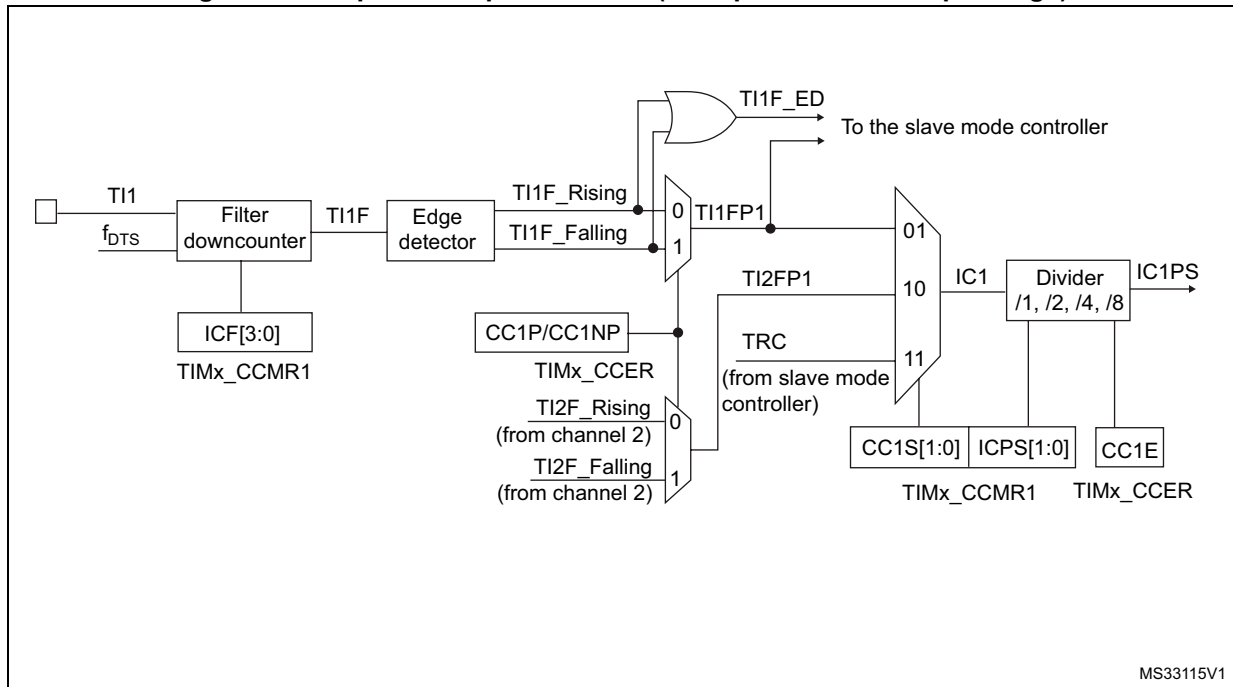 TI1F_ED
To the slave mode controller
TI1
fDTS
Filter
downcounter
TI1F
Edge
detector
TI1F_Rising
TI1F_Falling
0
1
TI1FP1
01
TI2FP1
10
IC1
Divider
/1, /2, /4, /8
IC1PS
ICF[3:0]
TIMx_CCMR1
CC1P/CC1NP
TIMx_CCER
TRC
11
(from slave mode
controller)
TI2F_Rising
0
(from channel 2)
TI2F_Falling
1
(from channel 2)
CC1S[1:0]
ICPS[1:0]
CC1E
TIMx_CCMR1
TIMx_CCER
MS33115V1